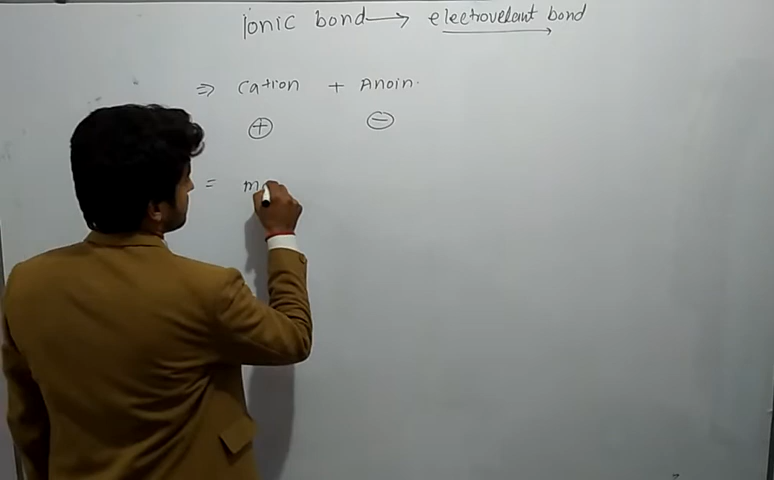 Ionic bond → electrovelant bond
⇒ Cation + Anoin.
⊕ ⊖
= m